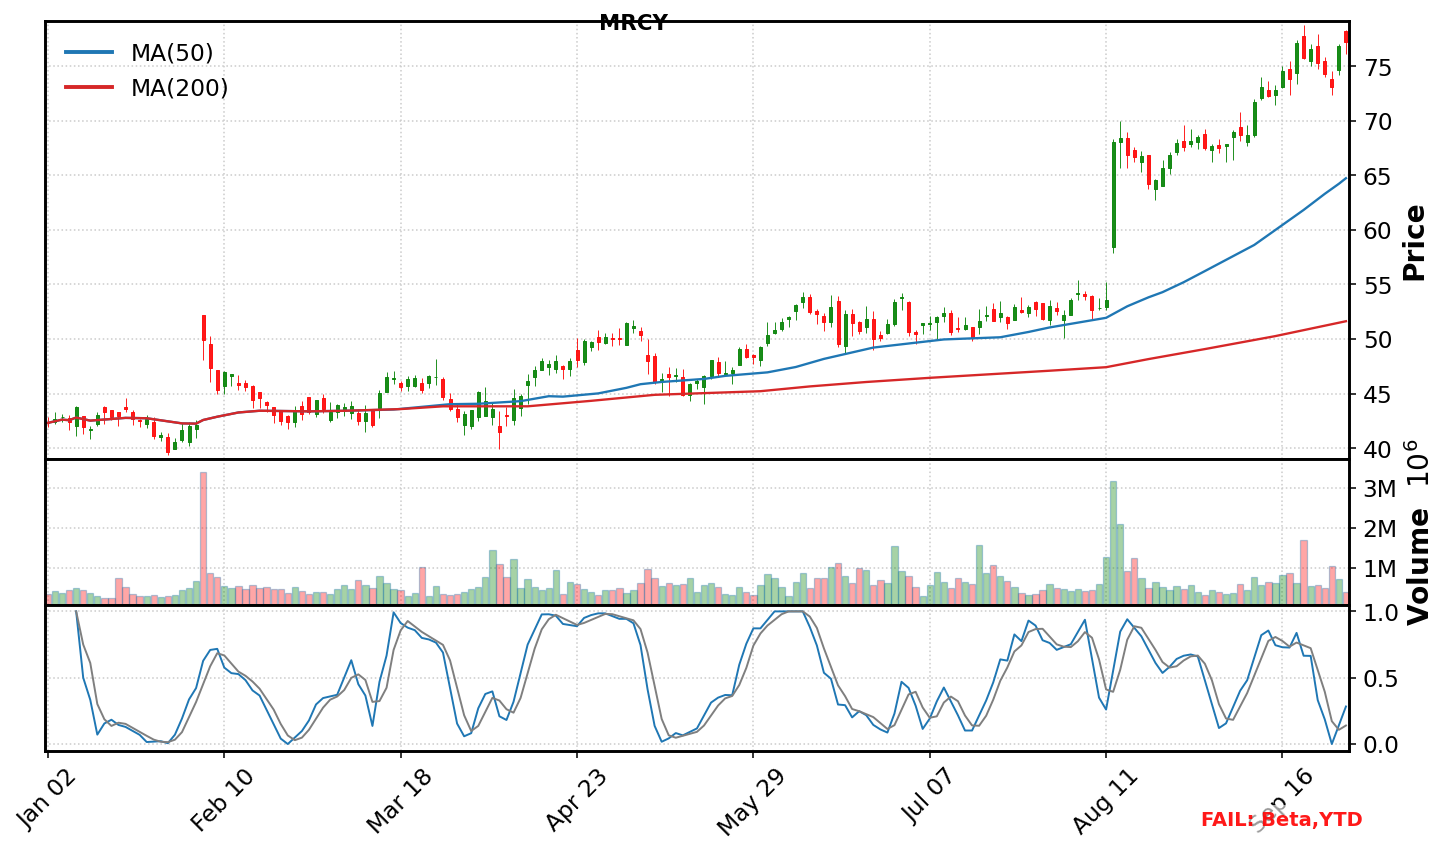 MRCY
MA(50)
MA(200)
75
70
65
60
55
50
45
40
Price
3M
2M
1M
Volume 10^6
1.0
0.5
0.0
Jan 02
Feb 10
Mar 18
Apr 23
May 29
Jul 07
Aug 11
Sep 16
FAIL: Beta,YTD